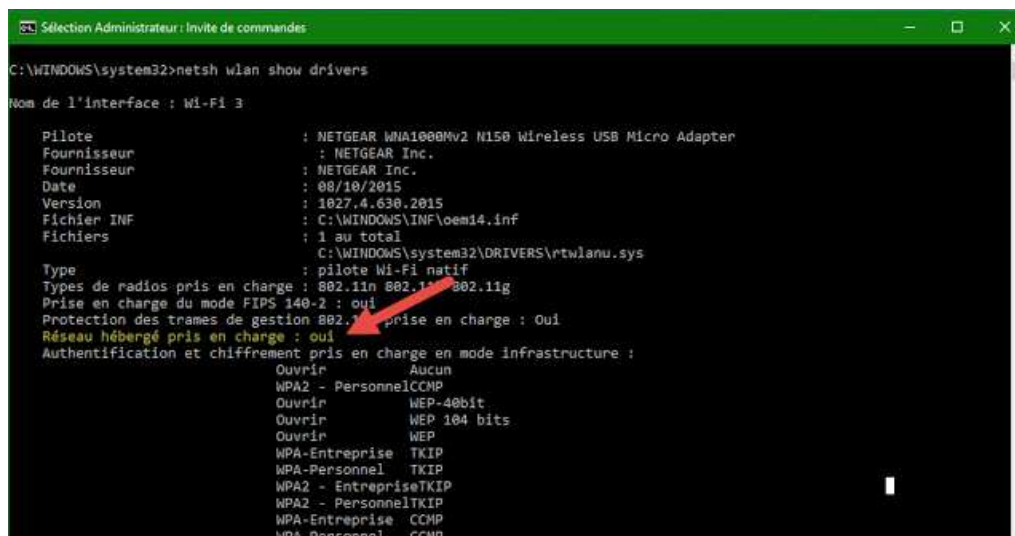 Sélection Administrateur : Invite de commandes
C:\WINDOWS\system32>netsh wlan show drivers
Nom de l'interface : Wi-Fi 3
Pilote : NETGEAR WNA1000Mv2 N150 Wireless USB Micro Adapter
Fournisseur : NETGEAR Inc.
Fournisseur : NETGEAR Inc.
Date : 08/10/2015
Version : 1027.4.630.2015
Fichier INF : C:\WINDOWS\INF\oem14.inf
Fichiers : 1 au total
C:\WINDOWS\system32\DRIVERS\rtwlanu.sys
Type : pilote Wi-Fi natif
Types de radios pris en charge : 802.11n 802.11 802.11g
Prise en charge du mode FIPS 140-2 : oui
Protection des trames de gestion 802. prise en charge : Oui
Réseau hébergé pris en charge : oui
Authentification et chiffrement pris en charge en mode infrastructure :
Ouvrir Aucun
WPA2 - PersonnelCCMP
Ouvrir WEP-40bit
Ouvrir WEP 104 bits
Ouvrir WEP
WPA-Entreprise TKIP
WPA-Personnel TKIP
WPA2 - EntrepriseTKIP
WPA2 - PersonnelTKIP
WPA-Entreprise CCMP
WPA-Personnel CCMP